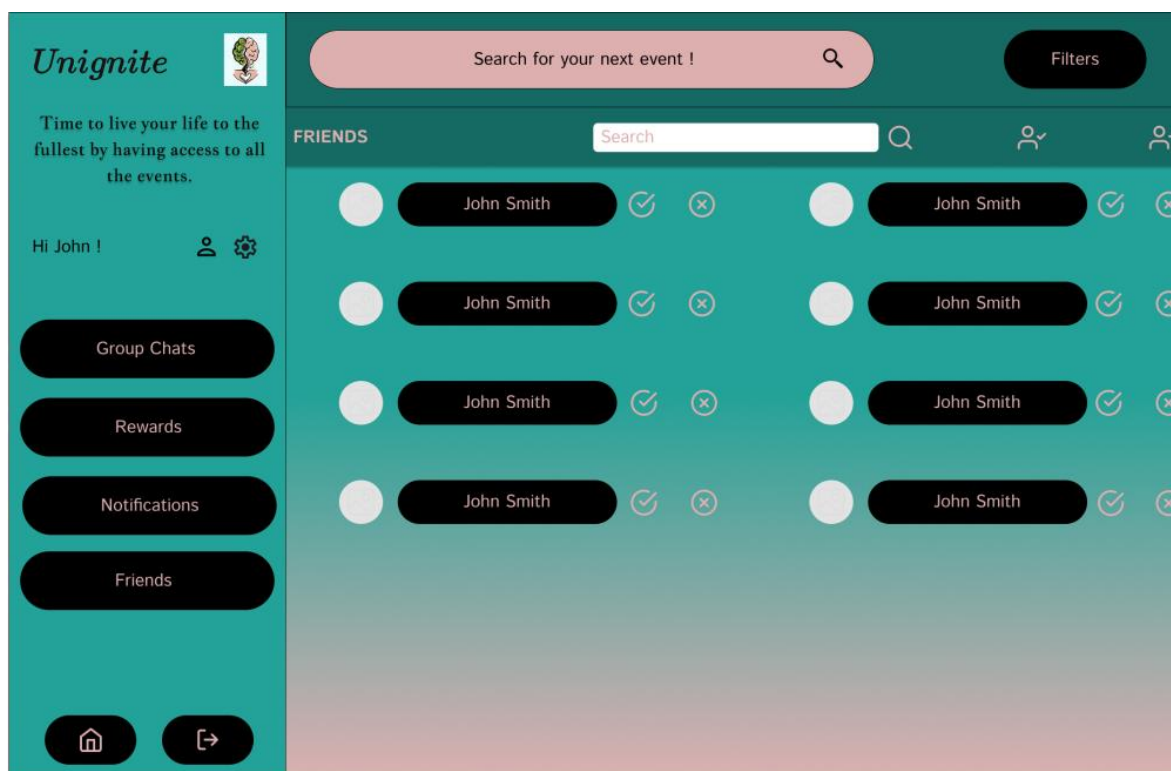 Unignite
Time to live your life to the
fullest by having access to all
the events.
Hi John !
Group Chats
Rewards
Notifications
Friends
Search for your next event !
Filters
FRIENDS
Search
John Smith
John Smith
John Smith
John Smith
John Smith
John Smith
John Smith
John Smith